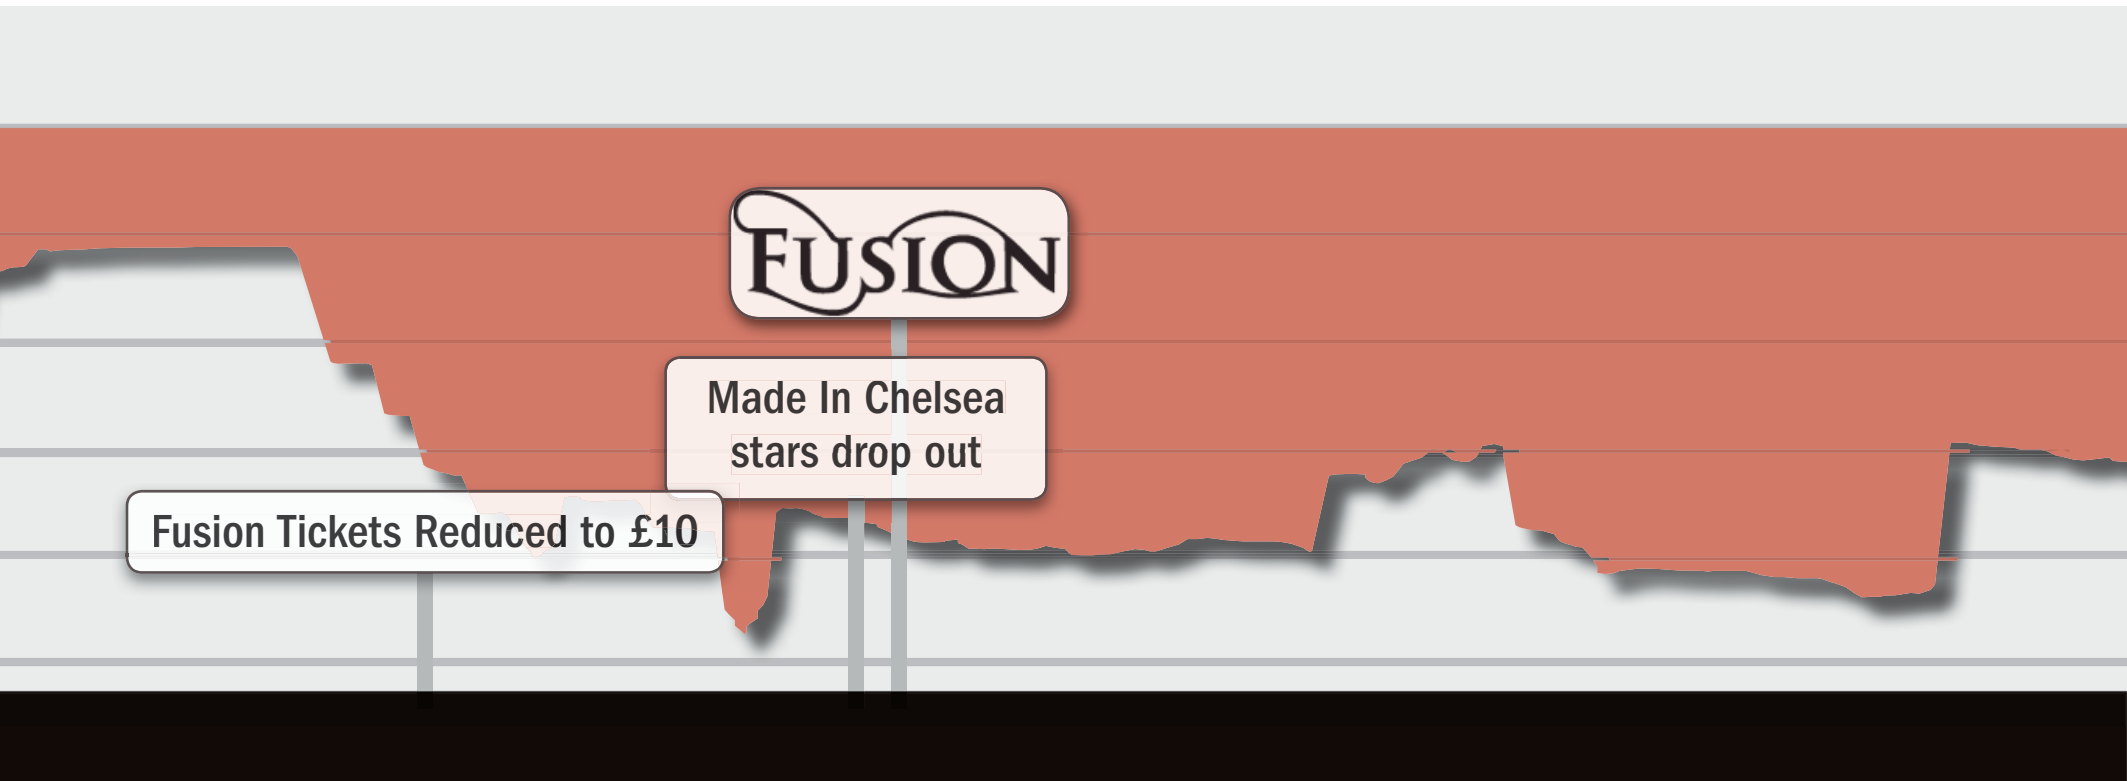 FUSION
Made In Chelsea
stars drop out
Fusion Tickets Reduced to £10